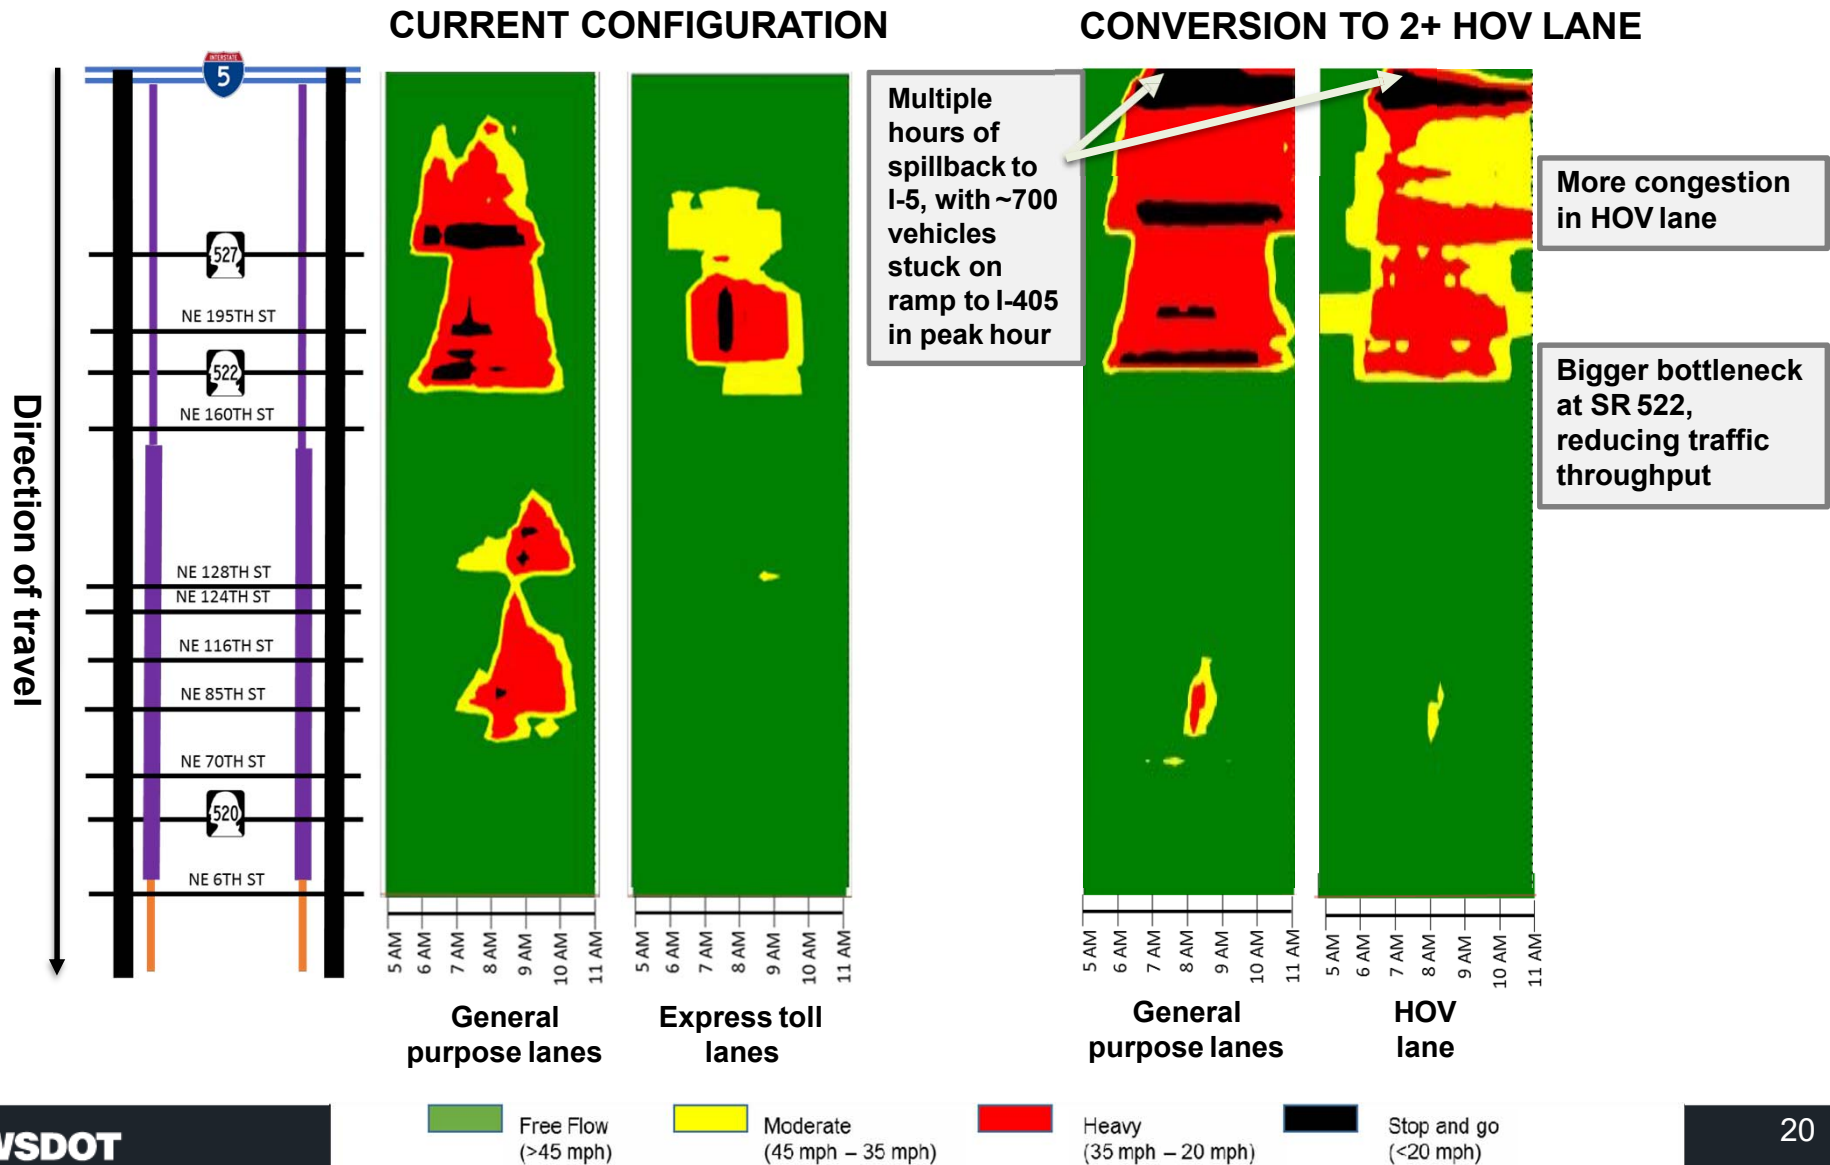 CURRENT CONFIGURATION
CONVERSION TO 2+ HOV LANE
INTERSTATE
5
527
NE 195TH ST
522
NE 160TH ST
NE 128TH ST
NE 124TH ST
NE 116TH ST
NE 85TH ST
NE 70TH ST
520
NE 6TH ST
Direction of travel
Multiple
hours of
spillback to
I-5, with ~700
vehicles
stuck on
ramp to I-405
in peak hour
More congestion
in HOV lane
Bigger bottleneck
at SR 522,
reducing traffic
throughput
5 AM
6 AM
7 AM
8 AM
9 AM
10 AM
11 AM
5 AM
6 AM
7 AM
8 AM
9 AM
10 AM
11 AM
5 AM
6 AM
7 AM
8 AM
9 AM
10 AM
11 AM
5 AM
6 AM
7 AM
8 AM
9 AM
10 AM
11 AM
General
purpose lanes
Express toll
lanes
General
purpose lanes
HOV
lane
Free Flow
(>45 mph)
Moderate
(45 mph – 35 mph)
Heavy
(35 mph – 20 mph)
Stop and go
(<20 mph)
WSDOT
20